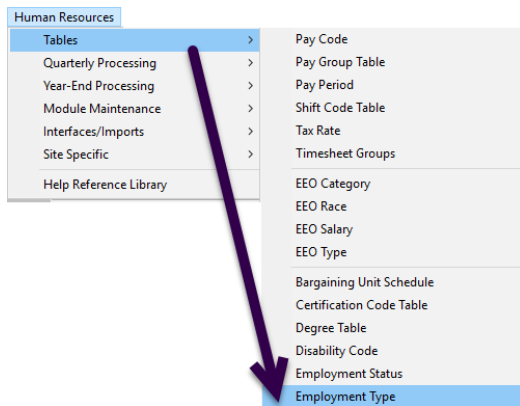 Human Resources
Tables >
Quarterly Processing >
Year-End Processing >
Module Maintenance >
Interfaces/Imports >
Site Specific >
Help Reference Library
Pay Code
Pay Group Table
Pay Period
Shift Code Table
Tax Rate
Timesheet Groups
EEO Category
EEO Race
EEO Salary
EEO Type
Bargaining Unit Schedule
Certification Code Table
Degree Table
Disability Code
Employment Status
Employment Type